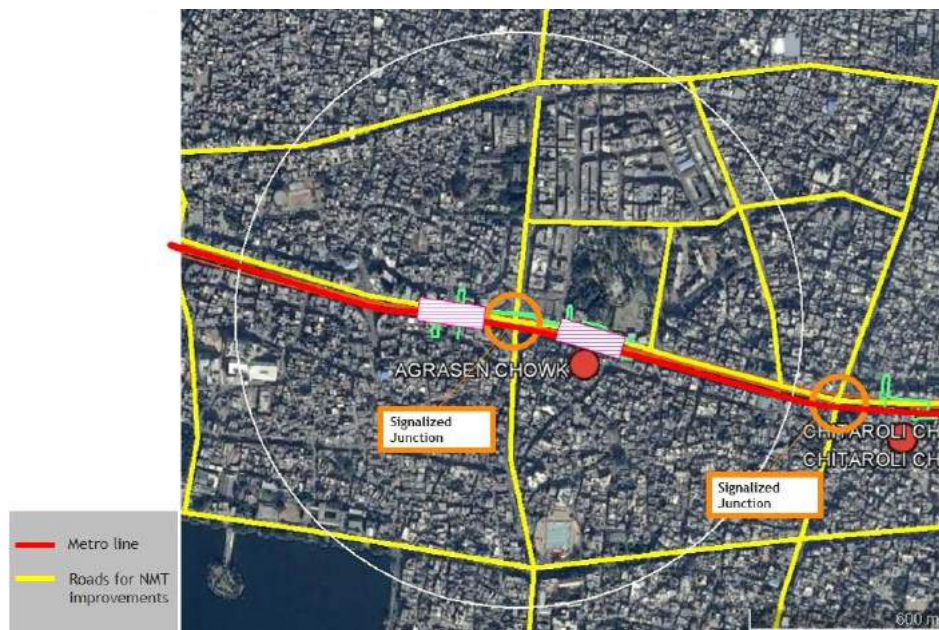 AGRASEN CHOWK
Signalized
Junction
CHITAROLI CH
CHITAROLI CH
Signalized
Junction
Metro line
Roads for NMT
improvements
600 m